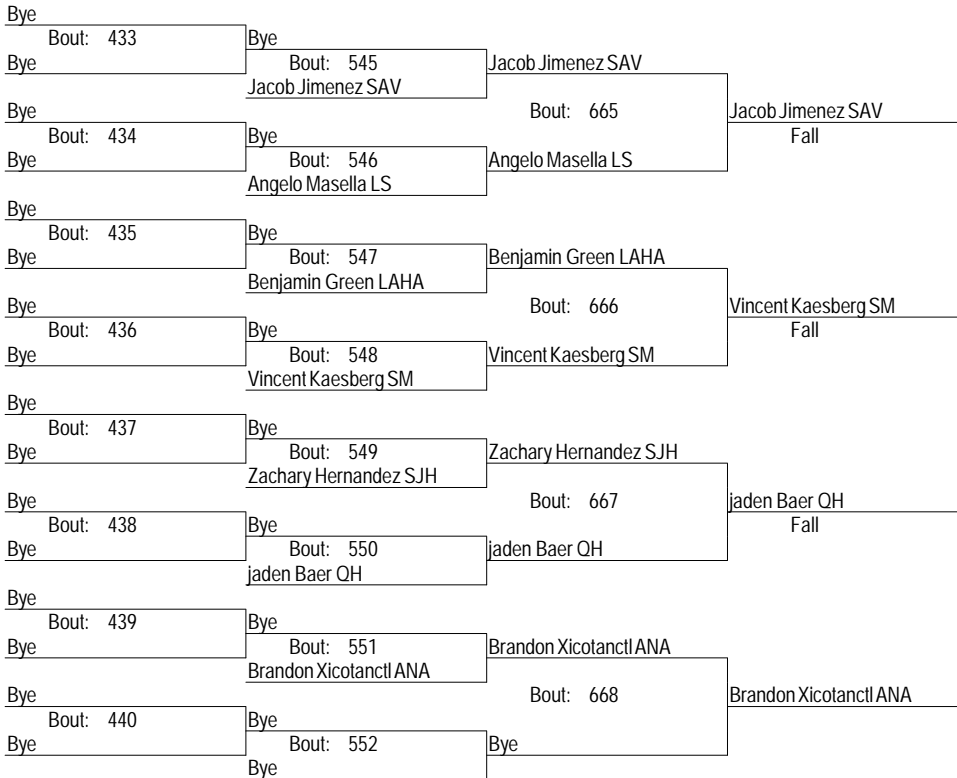 Bye
Bout: 433 Bye
Bye Bout: 545 Jacob Jimenez SAV
Jacob Jimenez SAV
Bye Bout: 665 Jacob Jimenez SAV
Bout: 434 Bye Fall
Bye Bout: 546 Angelo Masella LS
Angelo Masella LS
Bye
Bout: 435 Bye
Bye Bout: 547 Benjamin Green LAHA
Benjamin Green LAHA
Bye Bout: 666 Vincent Kaesberg SM
Bout: 436 Bye Fall
Bye Bout: 548 Vincent Kaesberg SM
Vincent Kaesberg SM
Bye
Bout: 437 Bye
Bye Bout: 549 Zachary Hernandez SJH
Zachary Hernandez SJH
Bye Bout: 667 jaden Baer QH
Bout: 438 Bye Fall
Bye Bout: 550 jaden Baer QH
jaden Baer QH
Bye
Bout: 439 Bye
Bye Bout: 551 Brandon Xicotanctl ANA
Brandon Xicotanctl ANA
Bye Bout: 668 Brandon Xicotanctl ANA
Bout: 440 Bye
Bye Bout: 552 Bye
Bye